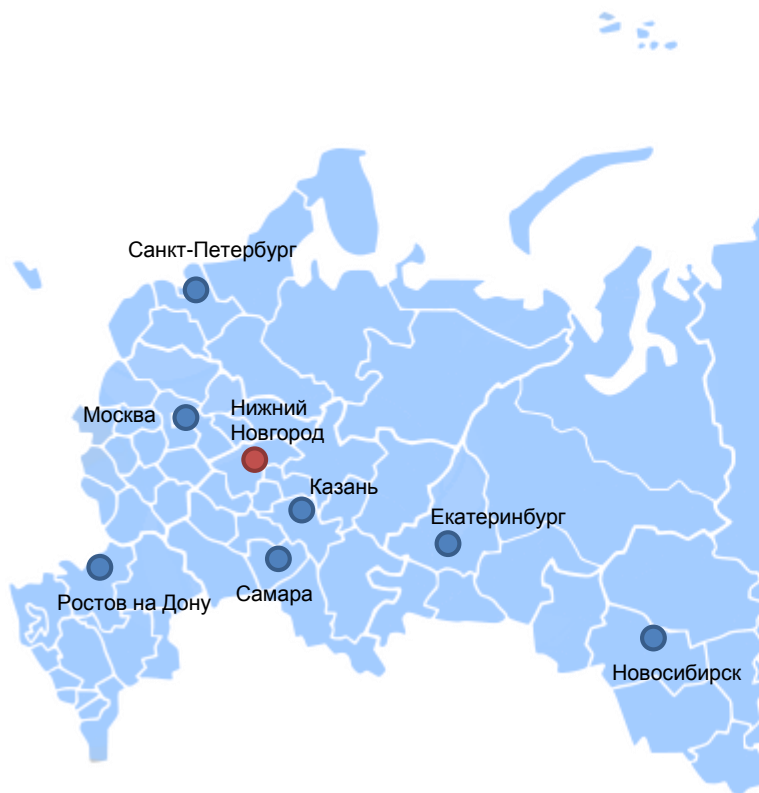 Санкт-Петербург
Москва
Нижний
Новгород
Казань
Екатеринбург
Самара
Ростов на Дону
Новосибирск